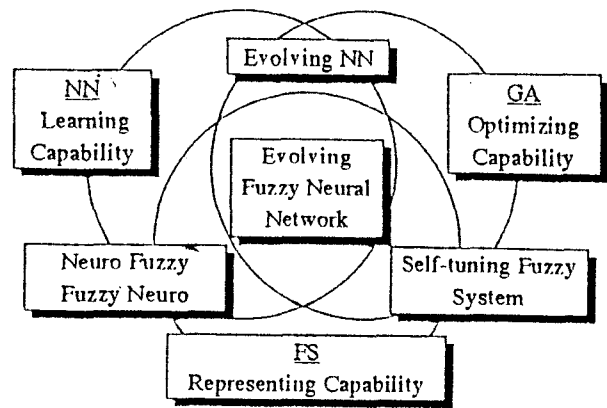 Evolving NN
NN
Learning
Capability
GA
Optimizing
Capability
Evolving
Fuzzy Neural
Network
Neuro Fuzzy
Fuzzy Neuro
Self-tuning Fuzzy
System
FS
Representing Capability